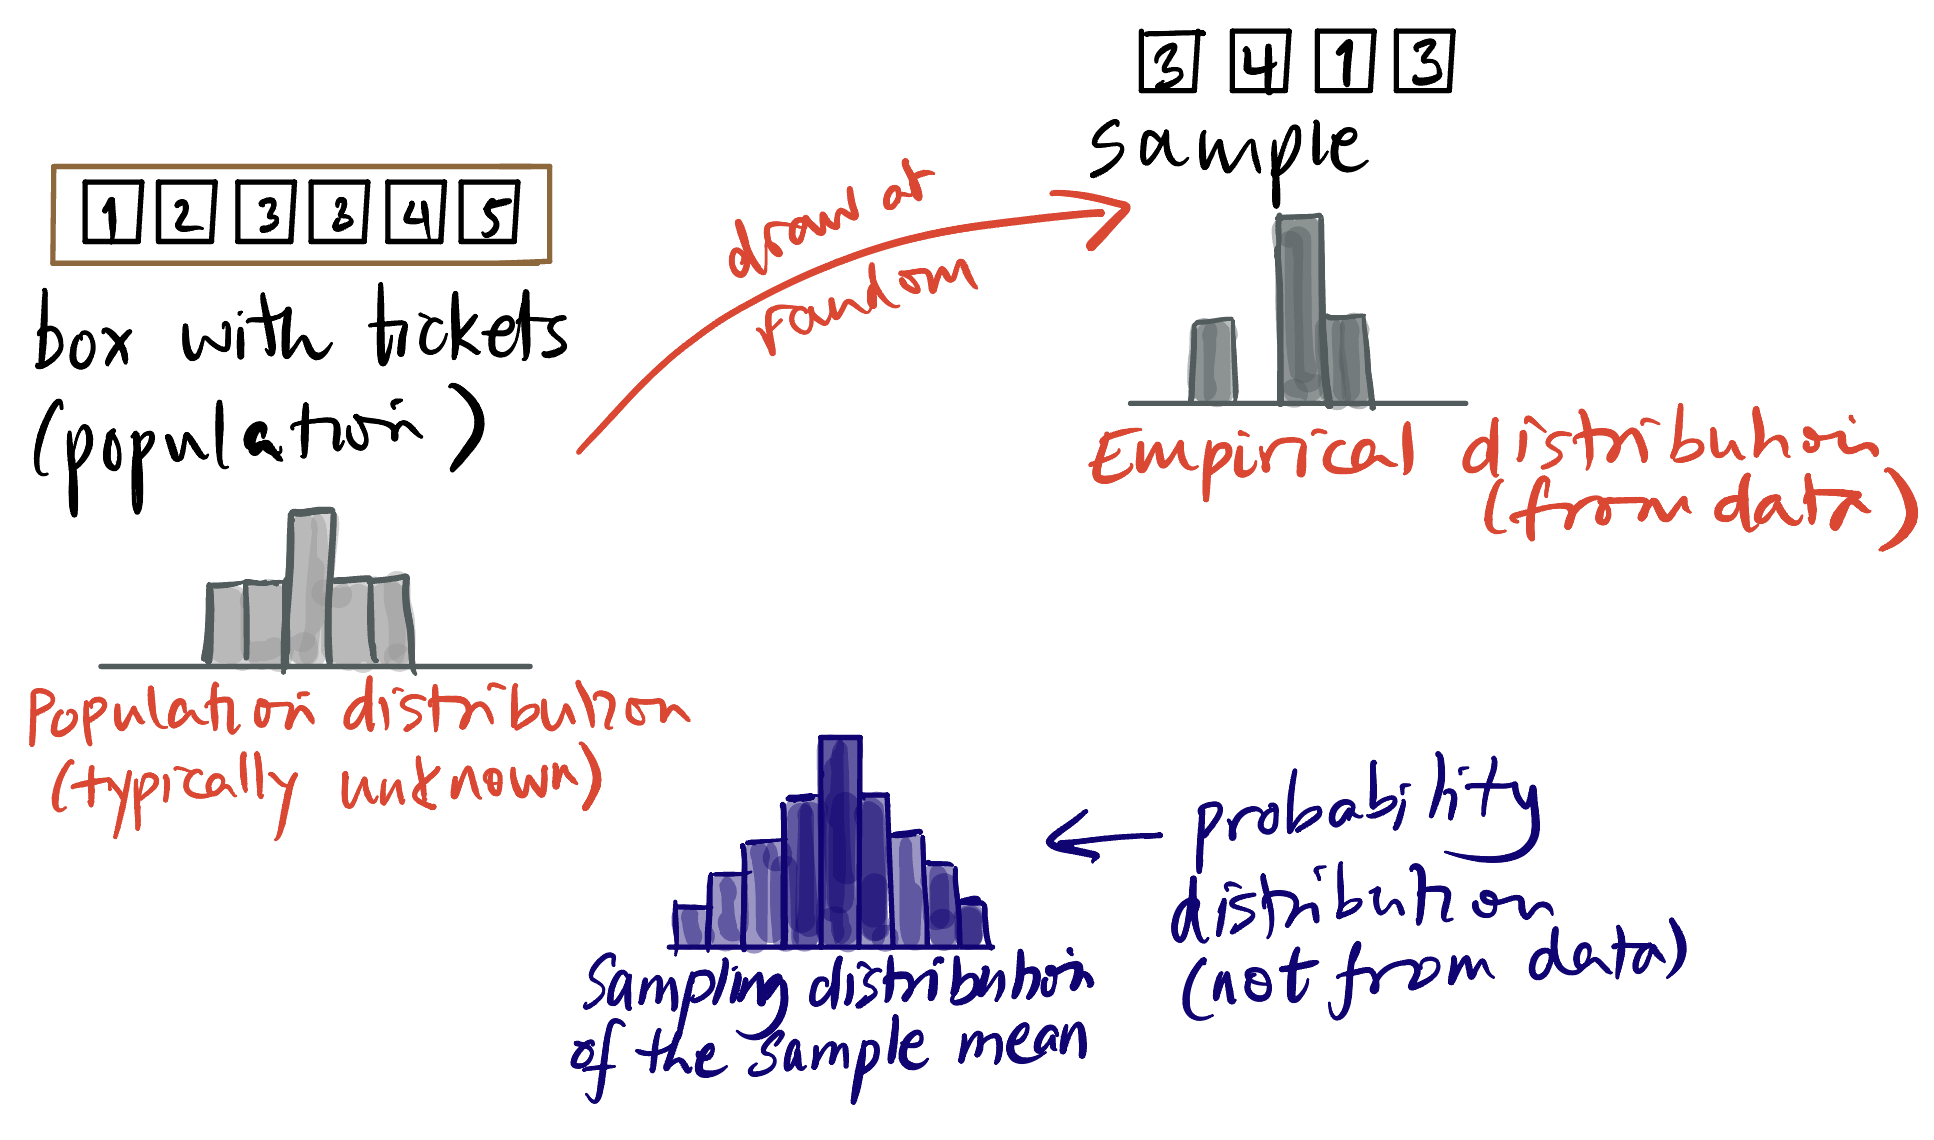 1 2 3 3 4 5
box with tickets
(population)
Population distribution
(typically unknown)
draw at
random
3 4 1 3
sample
Empirical distribution
(from data)
Sampling distribution
of the sample mean
probability
distribution
(not from data)